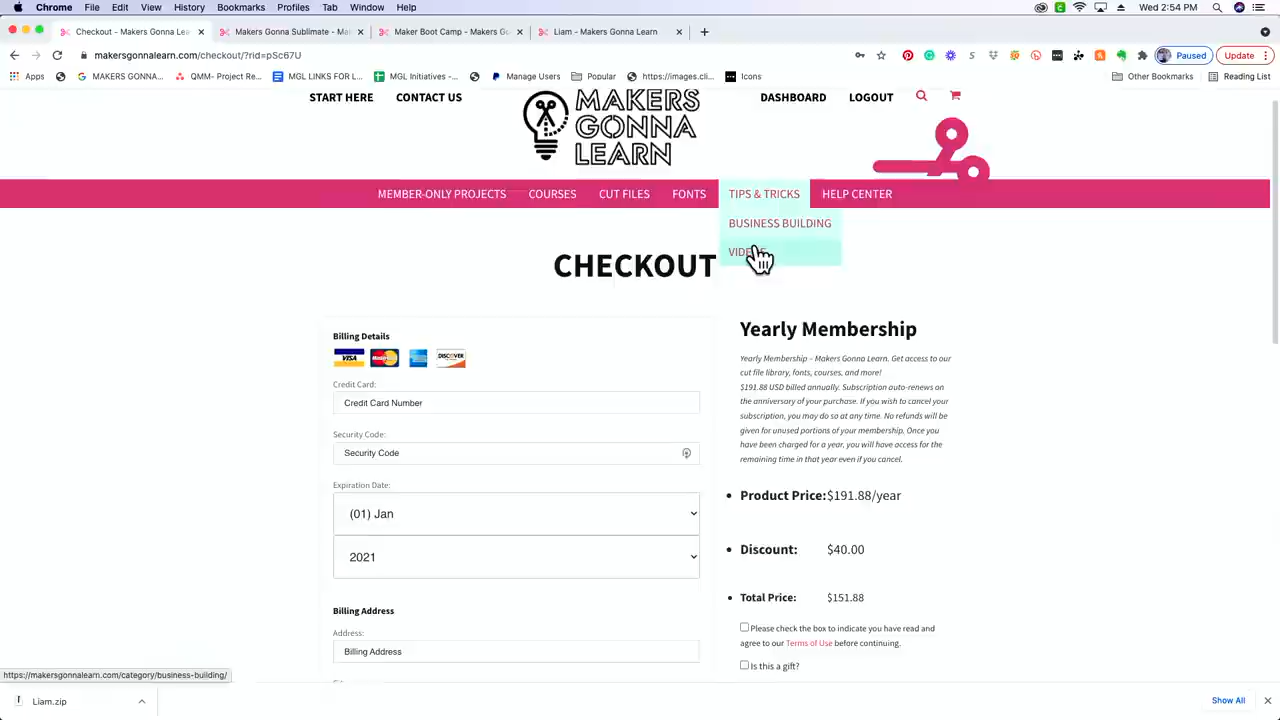 Chrome File Edit View History Bookmarks Profiles Tab Window Help Wed 2:54 PM
Checkout - Makers Gonna Le Makers Gonna Sublimate - Ma Maker Boot Camp - Makers Gon Liam - Makers Gonna Learn
makersgonnalearn.com/checkout/?rid=pSc67U Paused Update
Apps MAKERS GONNA... QMM- Project Re... MGL LINKS FOR L... MGL Initiatives -... Manage Users Popular https://images.cli... Icons Other Bookmarks Reading List
START HERE CONTACT US DASHBOARD LOGOUT
MAKERS
GONNA
LEARN
MEMBER-ONLY PROJECTS COURSES CUT FILES FONTS TIPS & TRICKS HELP CENTER
BUSINESS BUILDING
CHECKOUT
Billing Details
VISA MasterCard DISCOVER
Credit Card:
Credit Card Number
Security Code:
Security Code
Expiration Date:
(01) Jan
2021
Billing Address
Address:
Billing Address
Yearly Membership
Yearly Membership – Makers Gonna Learn. Get access to our
cut file library, fonts, courses, and more!
$191.88 USD billed annually. Subscription auto-renews on
the anniversary of your purchase. If you wish to cancel your
subscription, you may do so at any time. No refunds will be
given for unused portions of your membership. Once you
have been charged for a year, you will have access for the
remaining time in that year even if you cancel.
Product Price: $191.88/year
Discount: $40.00
Total Price: $151.88
Please check the box to indicate you have read and
agree to our Terms of Use before continuing.
Is this a gift?
https://makersgonnalearn.com/category/business-building/
Liam.zip Show All